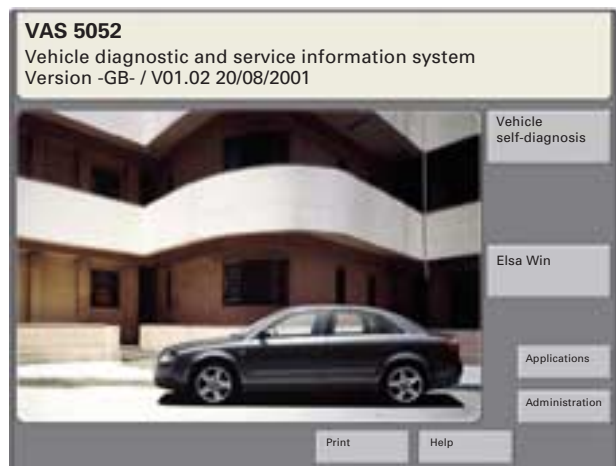 VAS 5052
Vehicle diagnostic and service information system
Version -GB- / V01.02 20/08/2001
Vehicle
self-diagnosis
Elsa Win
Applications
Administration
Print
Help